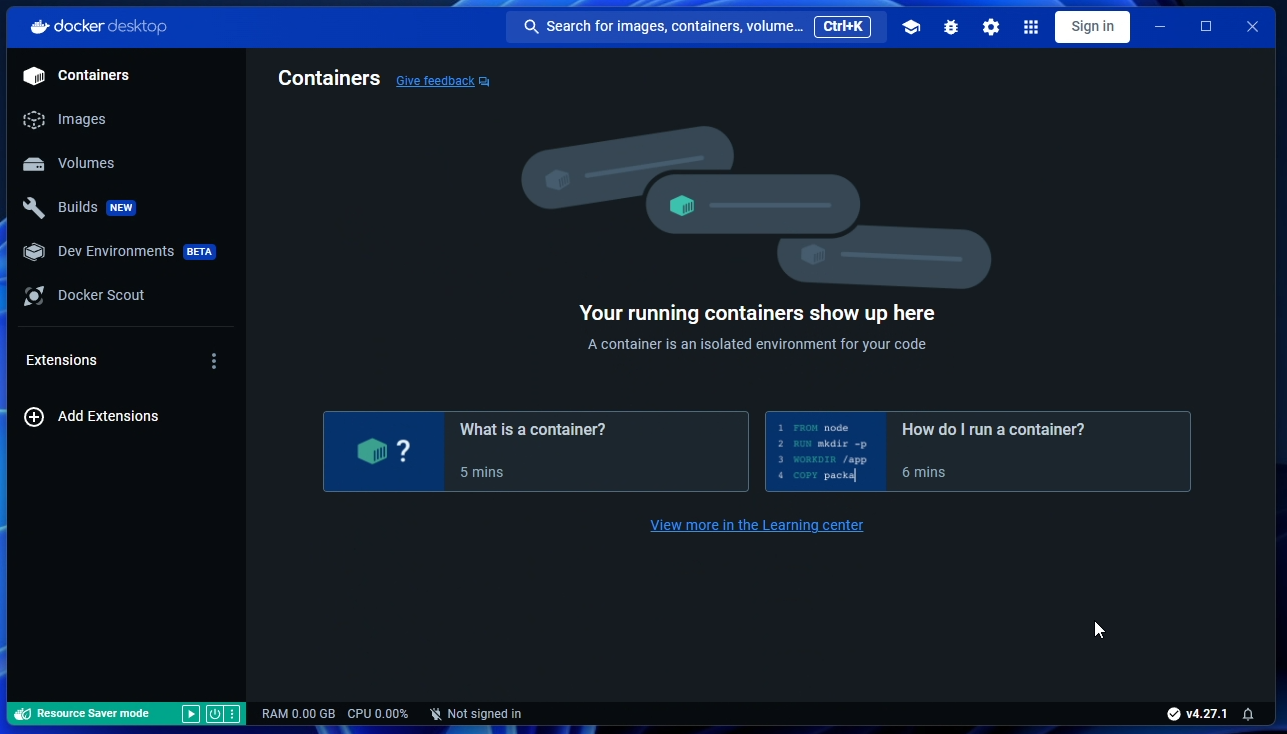 docker desktop
Search for images, containers, volume... Ctrl+K
Sign in
Containers
Images
Volumes
Builds NEW
Dev Environments BETA
Docker Scout
Extensions
Add Extensions
Containers Give feedback
Your running containers show up here
A container is an isolated environment for your code
?
What is a container?
5 mins
1 FROM node
2 RUN mkdir -p
3 WORKDIR /app
4 COPY packa
How do I run a container?
6 mins
View more in the Learning center
Resource Saver mode
RAM 0.00 GB CPU 0.00% Not signed in
v4.27.1